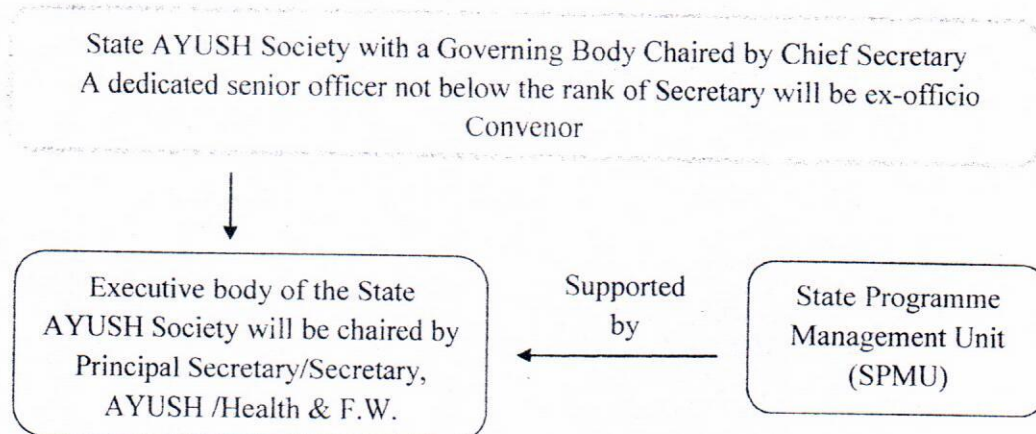 State AYUSH Society with a Governing Body Chaired by Chief Secretary
A dedicated senior officer not below the rank of Secretary will be ex-officio
Convenor
Executive body of the State
AYUSH Society will be chaired by
Principal Secretary/Secretary,
AYUSH /Health & F.W.
Supported
by
State Programme
Management Unit
(SPMU)